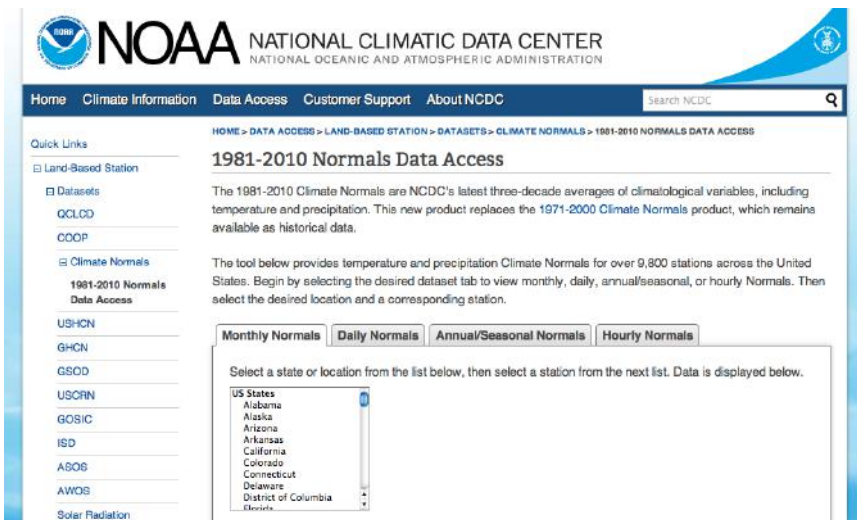 NOAA
NOAA NATIONAL CLIMATIC DATA CENTER
NATIONAL OCEANIC AND ATMOSPHERIC ADMINISTRATION
Home Climate Information Data Access Customer Support About NCDC Search NCDC
HOME > DATA ACCESS > LAND-BASED STATION > DATASETS > CLIMATE NORMALS > 1981-2010 NORMALS DATA ACCESS
Quick Links
Land-Based Station
Datasets
QCLCD
COOP
Climate Normals
1981-2010 Normals
Data Access
USHCN
GHCN
GSOD
USCRN
GOSIC
ISD
ASOS
AWOS
Solar Radiation
1981-2010 Normals Data Access
The 1981-2010 Climate Normals are NCDC's latest three-decade averages of climatological variables, including
temperature and precipitation. This new product replaces the 1971-2000 Climate Normals product, which remains
available as historical data.
The tool below provides temperature and precipitation Climate Normals for over 9,800 stations across the United
States. Begin by selecting the desired dataset tab to view monthly, daily, annual/seasonal, or hourly Normals. Then
select the desired location and a corresponding station.
Monthly Normals Daily Normals Annual/Seasonal Normals Hourly Normals
Select a state or location from the list below, then select a station from the next list. Data is displayed below.
US States
Alabama
Alaska
Arizona
Arkansas
California
Colorado
Connecticut
Delaware
District of Columbia
Florida